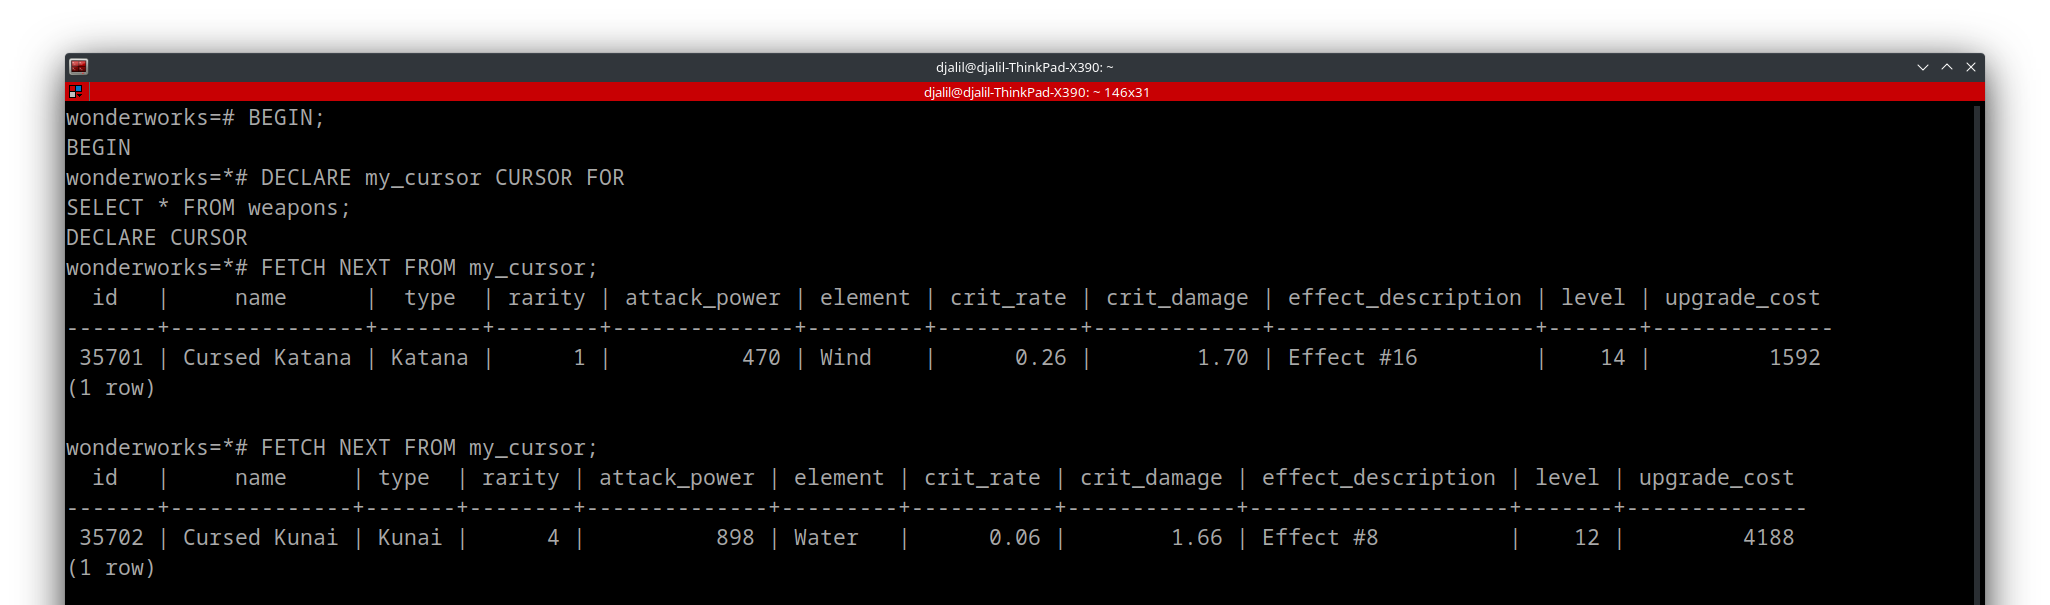 djalil@djalil-ThinkPad-X390: ~
djalil@djalil-ThinkPad-X390: ~ 146x31
wonderworks=# BEGIN;
BEGIN
wonderworks=*# DECLARE my_cursor CURSOR FOR
SELECT * FROM weapons;
DECLARE CURSOR
wonderworks=*# FETCH NEXT FROM my_cursor;
  id   |     name      |  type  | rarity | attack_power | element | crit_rate | crit_damage | effect_description | level | upgrade_cost
-------+---------------+--------+--------+--------------+---------+-----------+-------------+--------------------+-------+--------------
 35701 | Cursed Katana | Katana |      1 |          470 | Wind    |      0.26 |        1.70 | Effect #16         |    14 |         1592
(1 row)

wonderworks=*# FETCH NEXT FROM my_cursor;
  id   |     name     | type  | rarity | attack_power | element | crit_rate | crit_damage | effect_description | level | upgrade_cost
-------+--------------+-------+--------+--------------+---------+-----------+-------------+--------------------+-------+--------------
 35702 | Cursed Kunai | Kunai |      4 |          898 | Water   |      0.06 |        1.66 | Effect #8          |    12 |         4188
(1 row)